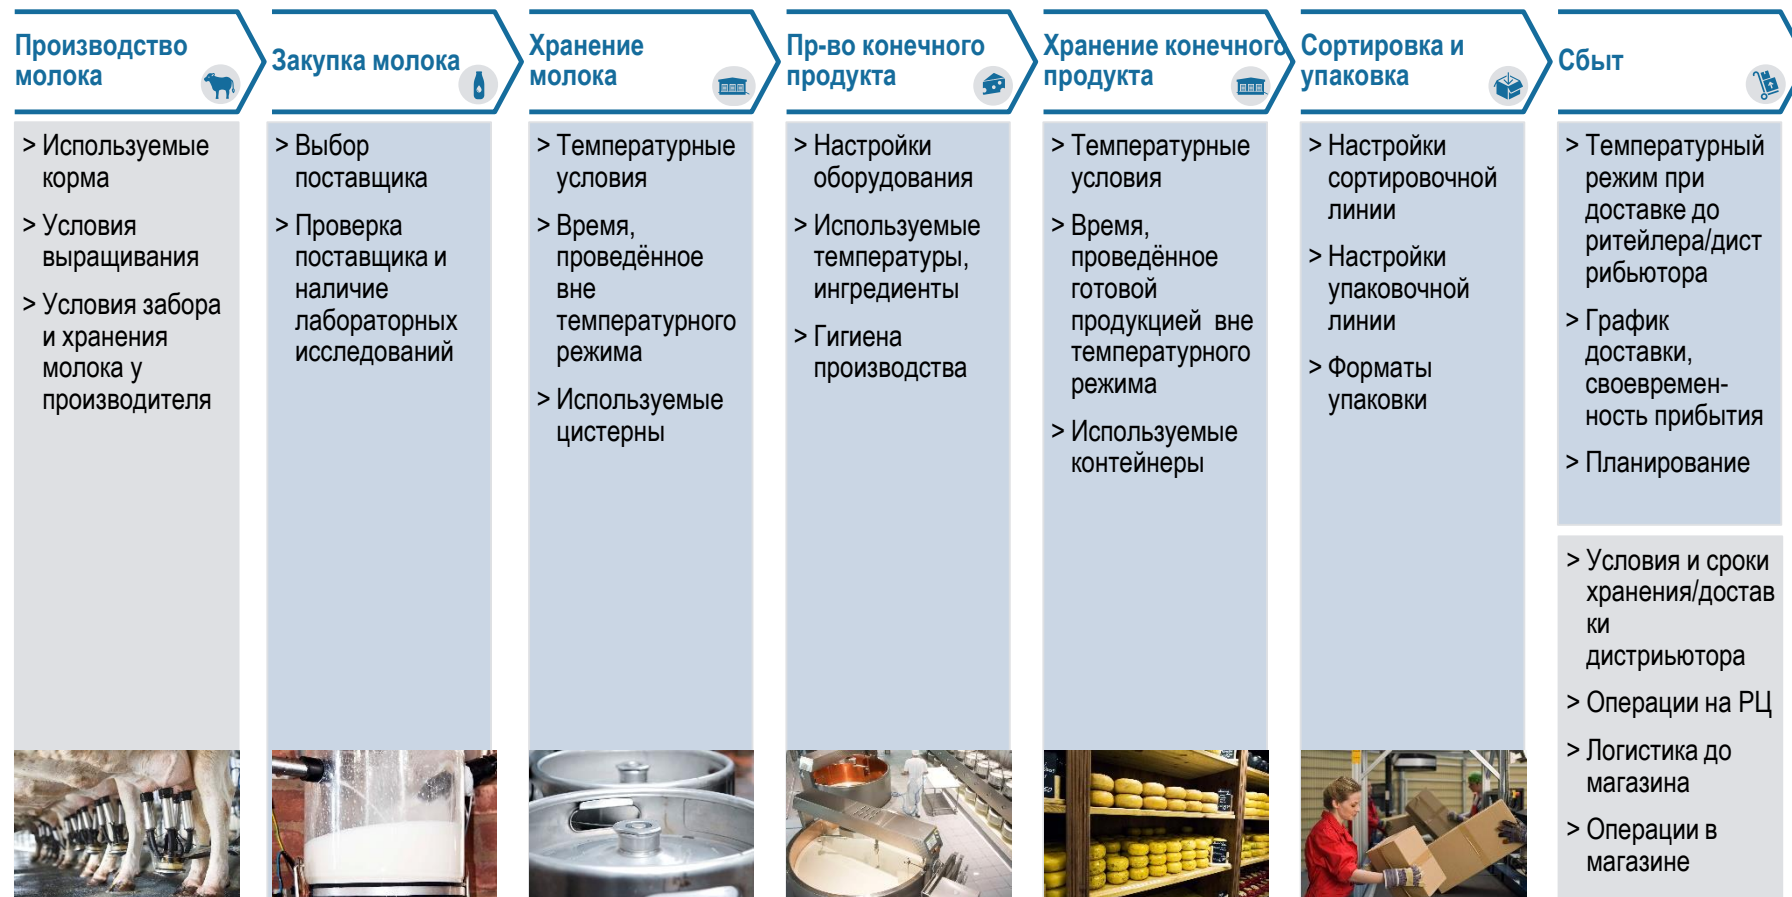 Производство
молока
Закупка молока
Хранение
молока
Пр-во конечного
продукта
Хранение конечного
продукта
Сортировка и
упаковка
Сбыт
> Используемые
корма
> Условия
выращивания
> Условия забора
и хранения
молока у
производителя
> Выбор
поставщика
> Проверка
поставщика и
наличие
лабораторных
исследований
> Температурные
условия
> Время,
проведённое
вне
температурного
режима
> Используемые
цистерны
> Настройки
оборудования
> Используемые
температуры,
ингредиенты
> Гигиена
производства
> Температурные
условия
> Время,
проведённое
готовой
продукцией вне
температурного
режима
> Используемые
контейнеры
> Настройки
сортировочной
линии
> Настройки
упаковочной
линии
> Форматы
упаковки
> Температурный
режим при
доставке до
ритейлера/дист
рибьютора
> График
доставки,
своевремен-
ность прибытия
> Планирование
> Условия и сроки
хранения/достав
ки
дистриьютора
> Операции на РЦ
> Логистика до
магазина
> Операции в
магазине